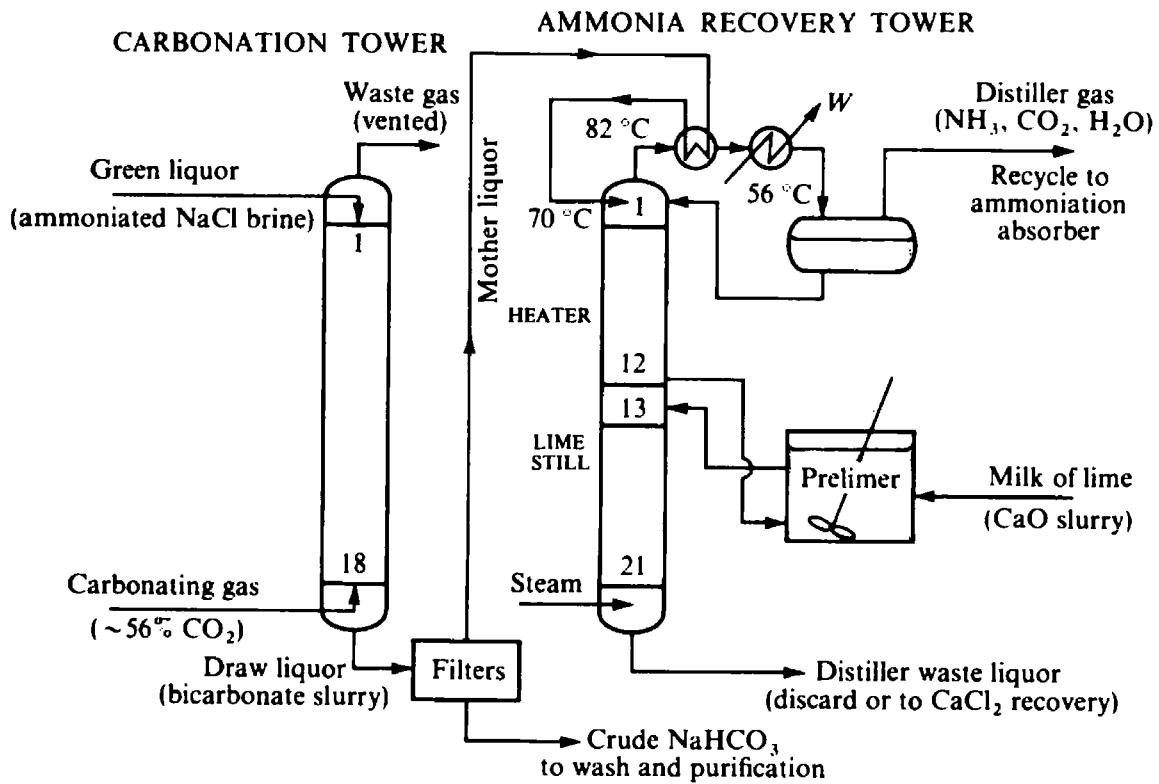 CARBONATION TOWER
AMMONIA RECOVERY TOWER
Waste gas
(vented)
Green liquor
(ammoniated NaCl brine)
1
18
Carbonating gas
(~56% CO₂)
Draw liquor
(bicarbonate slurry)
Filters
Crude NaHCO₃
to wash and purification
Mother liquor
82 °C
W
70 °C
1
56 °C
Distiller gas
(NH₃, CO₂, H₂O)
Recycle to
ammoniation
absorber
HEATER
12
13
LIME
STILL
Prelimer
Milk of lime
(CaO slurry)
21
Steam
Distiller waste liquor
(discard or to CaCl₂ recovery)